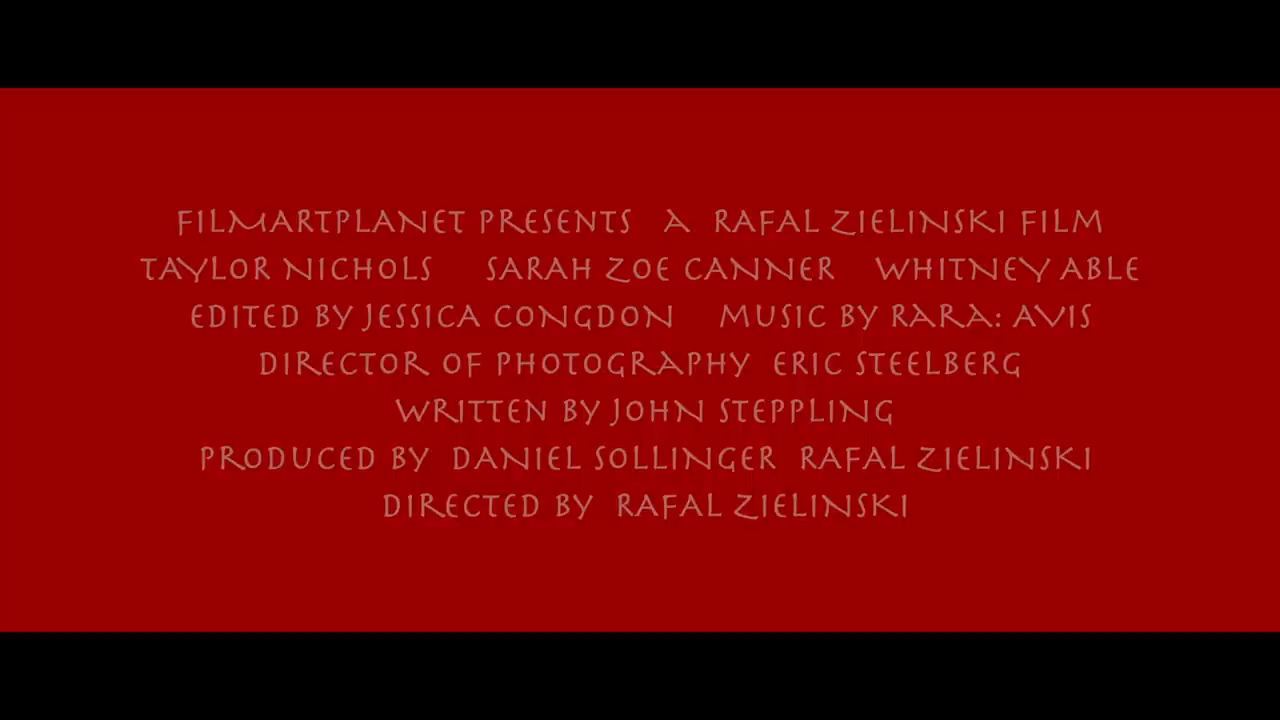 FILMARTPLANET PRESENTS a RAFAL ZIELINSKI FILM
TAYLOR NICHOLS SARAH ZOE CANNER WHITNEY ABLE
EDITED BY JESSICA CONGDON MUSIC BY RaRa: AVIS
DIRECTOR OF PHOTOGRaPHY ERIC STEELBERG
WRITTEN BY JOHN STEPPLING
PRODUCED BY DANIEL SOLLINGER RAFAL ZIELINSKI
DIRECTED BY RAFAL ZIELINSKI